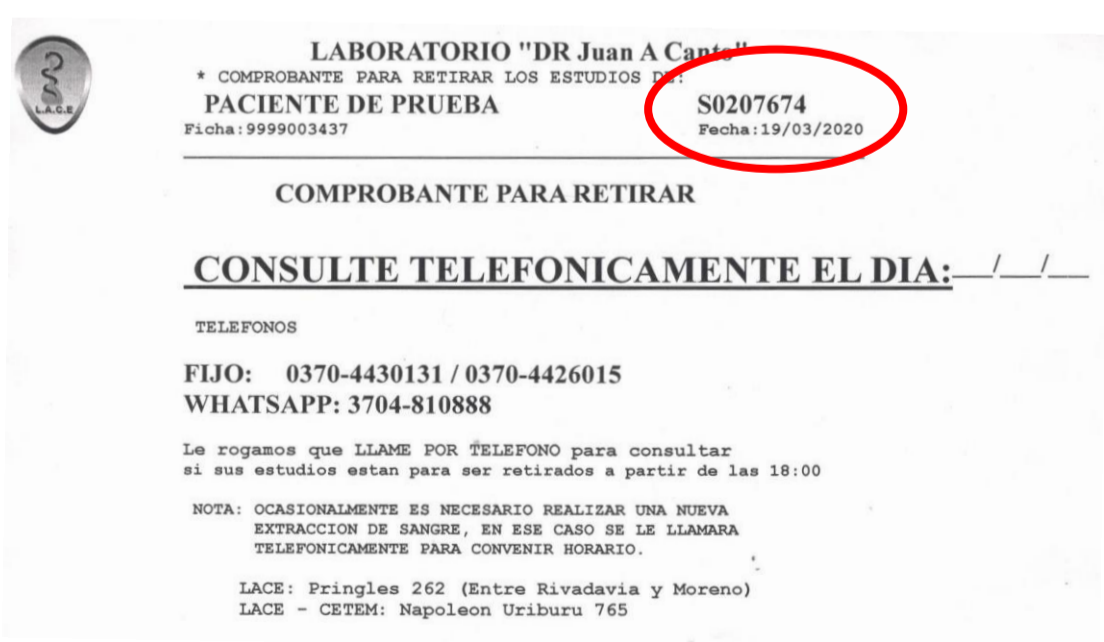 L.A.C.E
LABORATORIO "DR Juan A Canto"
* COMPROBANTE PARA RETIRAR LOS ESTUDIOS DE:
PACIENTE DE PRUEBA S0207674
Ficha:9999003437 Fecha:19/03/2020
COMPROBANTE PARA RETIRAR
CONSULTE TELEFONICAMENTE EL DIA:__/__/__
TELEFONOS
FIJO: 0370-4430131 / 0370-4426015
WHATSAPP: 3704-810888
Le rogamos que LLAME POR TELEFONO para consultar
si sus estudios estan para ser retirados a partir de las 18:00
NOTA: OCASIONALMENTE ES NECESARIO REALIZAR UNA NUEVA
EXTRACCION DE SANGRE, EN ESE CASO SE LE LLAMARA
TELEFONICAMENTE PARA CONVENIR HORARIO.
LACE: Pringles 262 (Entre Rivadavia y Moreno)
LACE - CETEM: Napoleon Uriburu 765